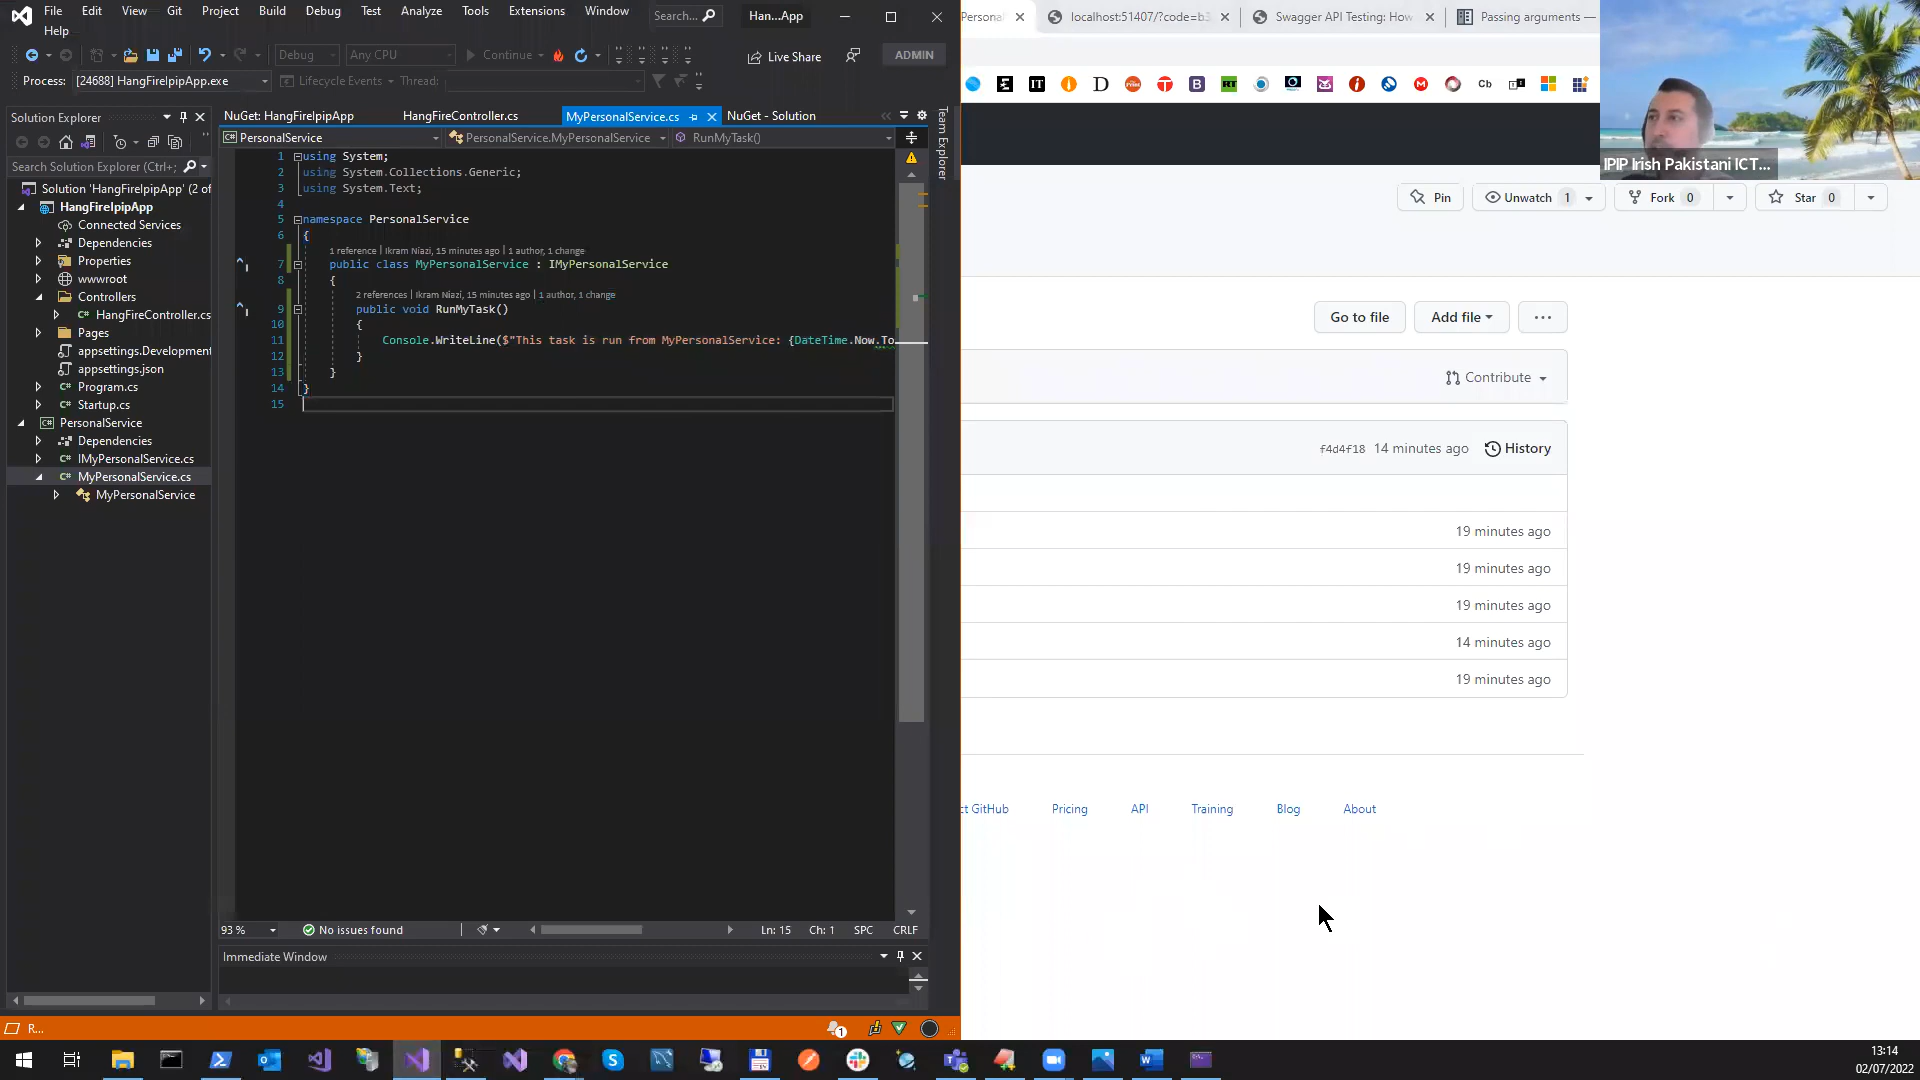 File Edit View Git Project Build Debug Test Analyze Tools Extensions Window Search... Han...App
Help
Debug Any CPU Continue Live Share ADMIN
Process: [24688] HangFireIpipApp.exe Lifecycle Events Thread:
Solution Explorer
Search Solution Explorer (Ctrl+;
Solution 'HangFireIpipApp' (2 of
HangFireIpipApp
Connected Services
Dependencies
Properties
wwwroot
Controllers
HangFireController.cs
Pages
appsettings.Development
appsettings.json
Program.cs
Startup.cs
PersonalService
Dependencies
IMyPersonalService.cs
MyPersonalService.cs
MyPersonalService
NuGet: HangFireIpipApp HangFireController.cs MyPersonalService.cs NuGet - Solution
PersonalService PersonalService.MyPersonalService RunMyTask()
1 using System;
2 using System.Collections.Generic;
3 using System.Text;
4
5 namespace PersonalService
6 {
1 reference | Ikram Niazi, 15 minutes ago | 1 author, 1 change
7 public class MyPersonalService : IMyPersonalService
8 {
2 references | Ikram Niazi, 15 minutes ago | 1 author, 1 change
9 public void RunMyTask()
10 {
11 Console.WriteLine($"This task is run from MyPersonalService: {DateTime.Now.To
12 }
13 }
14 }
15
Team Explorer
93 % No issues found Ln: 15 Ch: 1 SPC CRLF
Immediate Window
R...
1
Personal localhost:51407/?code=b3 Swagger API Testing: How Passing arguments —
IPIP Irish Pakistani ICT...
Pin Unwatch 1 Fork 0 Star 0
Go to file Add file ...
Contribute
f4d4f18 14 minutes ago History
19 minutes ago
19 minutes ago
19 minutes ago
14 minutes ago
19 minutes ago
ct GitHub Pricing API Training Blog About
13:14
02/07/2022